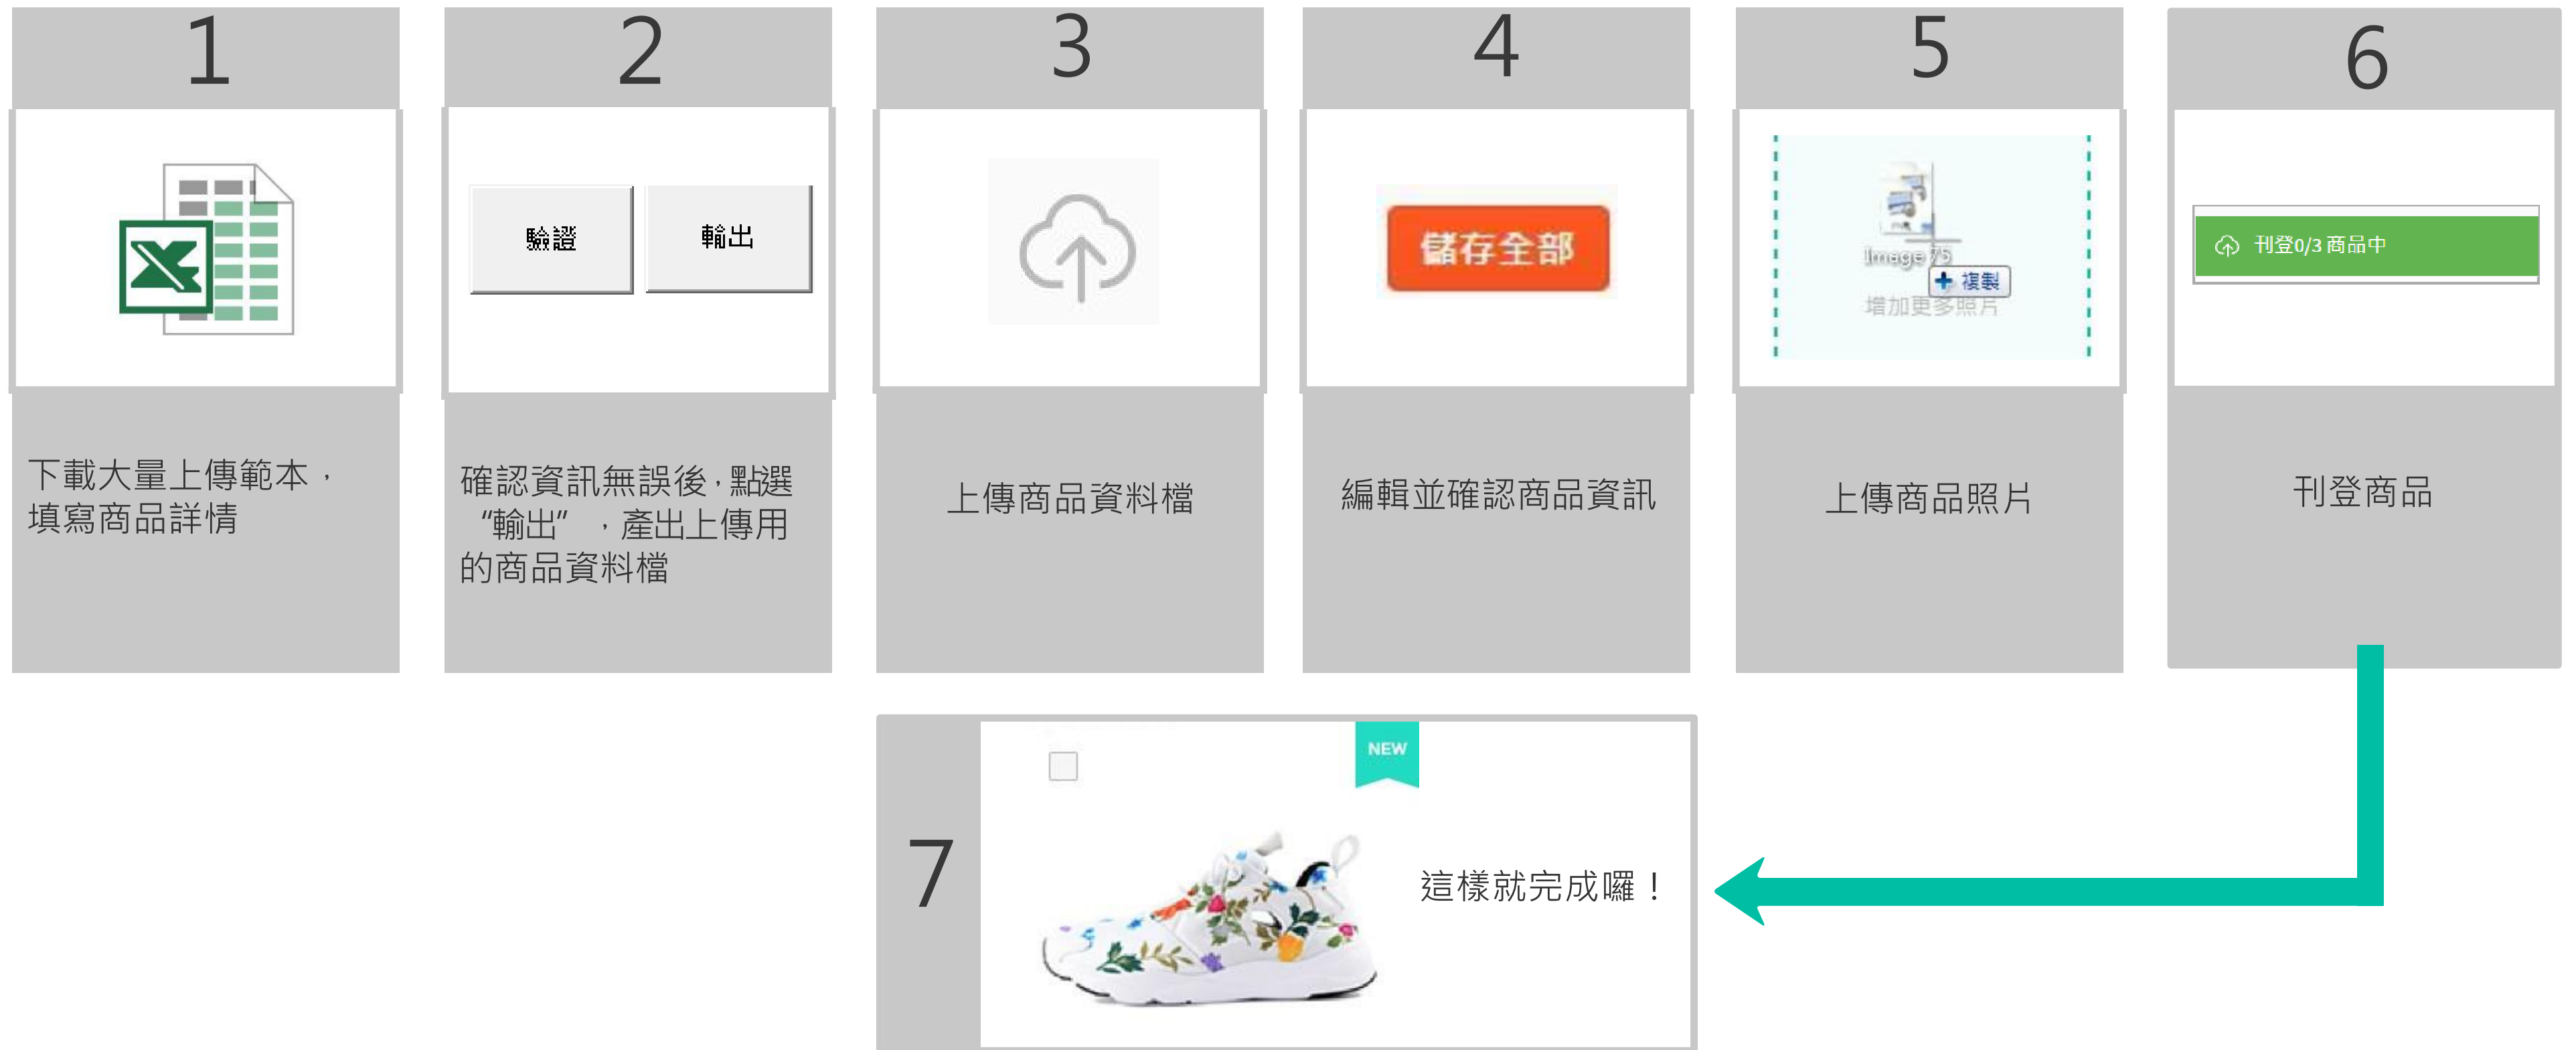 1
2
3
4
5
6
驗證
輸出
儲存全部
Image 75
複製
增加更多照片
刊登0/3 商品中
下載大量上傳範本，
填寫商品詳情
確認資訊無誤後，點選
“輸出”，產出上傳用
的商品資料檔
上傳商品資料檔
編輯並確認商品資訊
上傳商品照片
刊登商品
7
NEW
這樣就完成囉！